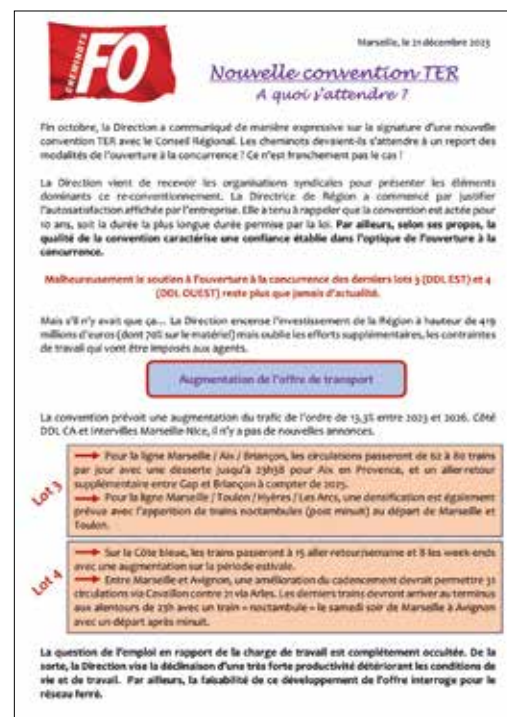 CHEMINOTS
FO
Marseille, le 21 décembre 2023
Nouvelle convention TER
A quoi s'attendre ?
Fin octobre, la Direction a communiqué de manière expressive sur la signature d'une nouvelle
convention TER avec le Conseil Régional. Les cheminots devaient-ils s'attendre à un report des
modalités de l'ouverture à la concurrence ? Ce n'est franchement pas le cas !
La Direction vient de recevoir les organisations syndicales pour présenter les éléments
dominants ce re-conventionnement. La Directrice de Région a commencé par justifier
l'autosatisfaction affichée par l'entreprise. Elle a tenu à rappeler que la convention est actée pour
10 ans, soit la durée la plus longue durée permise par la loi. Par ailleurs, selon ses propos, la
qualité de la convention caractérise une confiance établie dans l'optique de l'ouverture à la
concurrence.
Malheureusement le soutien à l'ouverture à la concurrence des derniers lots 3 (DDL EST) et 4
(DDL OUEST) reste plus que jamais d'actualité.
Mais s'il n'y avait que ça... La Direction encense l'investissement de la Région à hauteur de 419
millions d'euros (dont 70% sur le matériel) mais oublie les efforts supplémentaires, les contraintes
de travail qui vont être imposés aux agents.
Augmentation de l'offre de transport
La convention prévoit une augmentation du trafic de l'ordre de 13,3% entre 2023 et 2026. Côté
DDL CA et Intervilles Marseille-Nice, il n'y a pas de nouvelles annonces.
Lot 3
Pour la ligne Marseille / Aix / Briançon, les circulations passeront de 62 à 80 trains
par jour avec une desserte jusqu'à 23h38 pour Aix en Provence, et un aller-retour
supplémentaire entre Gap et Briançon à compter de 2025.
Pour la ligne Marseille / Toulon / Hyères / Les Arcs, une densification est également
prévue avec l'apparition de trains noctambules (post minuit) au départ de Marseille et
Toulon.
Lot 4
Sur la Côte bleue, les trains passeront à 15 aller-retour/semaine et 8 les week-ends
avec une augmentation sur la période estivale.
Entre Marseille et Avignon, une amélioration du cadencement devrait permettre 31
circulations via Cavaillon contre 21 via Arles. Les derniers trains devront arriver au terminus
aux alentours de 23h avec un train « noctambule » le samedi soir de Marseille à Avignon
avec un départ après minuit.
La question de l'emploi en rapport de la charge de travail est complètement occultée. De la
sorte, la Direction vise la déclinaison d'une très forte productivité détériorant les conditions de
vie et de travail. Par ailleurs, la faisabilité de ce développement de l'offre interroge pour le
réseau ferré.